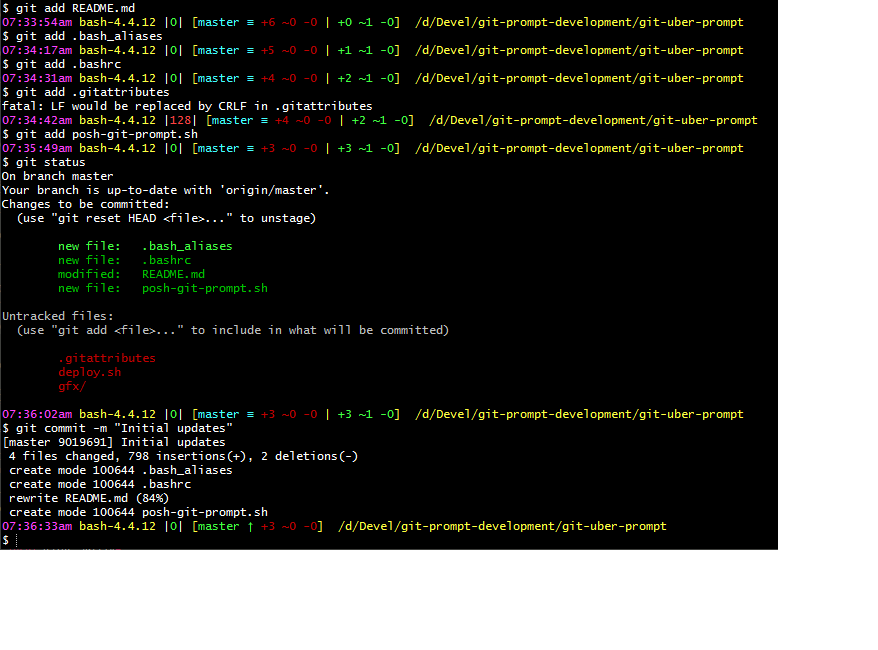 $ git add README.md
07:33:54am bash-4.4.12 |0| [master ≡ +6 ~0 -0 | +0 ~1 -0]  /d/Devel/git-prompt-development/git-uber-prompt
$ git add .bash_aliases
07:34:17am bash-4.4.12 |0| [master ≡ +5 ~0 -0 | +1 ~1 -0]  /d/Devel/git-prompt-development/git-uber-prompt
$ git add .bashrc
07:34:31am bash-4.4.12 |0| [master ≡ +4 ~0 -0 | +2 ~1 -0]  /d/Devel/git-prompt-development/git-uber-prompt
$ git add .gitattributes
fatal: LF would be replaced by CRLF in .gitattributes
07:34:42am bash-4.4.12 |128| [master ≡ +4 ~0 -0 | +2 ~1 -0]  /d/Devel/git-prompt-development/git-uber-prompt
$ git add posh-git-prompt.sh
07:35:49am bash-4.4.12 |0| [master ≡ +3 ~0 -0 | +3 ~1 -0]  /d/Devel/git-prompt-development/git-uber-prompt
$ git status
On branch master
Your branch is up-to-date with 'origin/master'.
Changes to be committed:
  (use "git reset HEAD <file>..." to unstage)
        new file:   .bash_aliases
        new file:   .bashrc
        modified:   README.md
        new file:   posh-git-prompt.sh
Untracked files:
  (use "git add <file>..." to include in what will be committed)
        .gitattributes
        deploy.sh
        gfx/
07:36:02am bash-4.4.12 |0| [master ≡ +3 ~0 -0 | +3 ~1 -0]  /d/Devel/git-prompt-development/git-uber-prompt
$ git commit -m "Initial updates"
[master 9019691] Initial updates
 4 files changed, 798 insertions(+), 2 deletions(-)
 create mode 100644 .bash_aliases
 create mode 100644 .bashrc
 rewrite README.md (84%)
 create mode 100644 posh-git-prompt.sh
07:36:33am bash-4.4.12 |0| [master ↑ +3 ~0 -0]  /d/Devel/git-prompt-development/git-uber-prompt
$